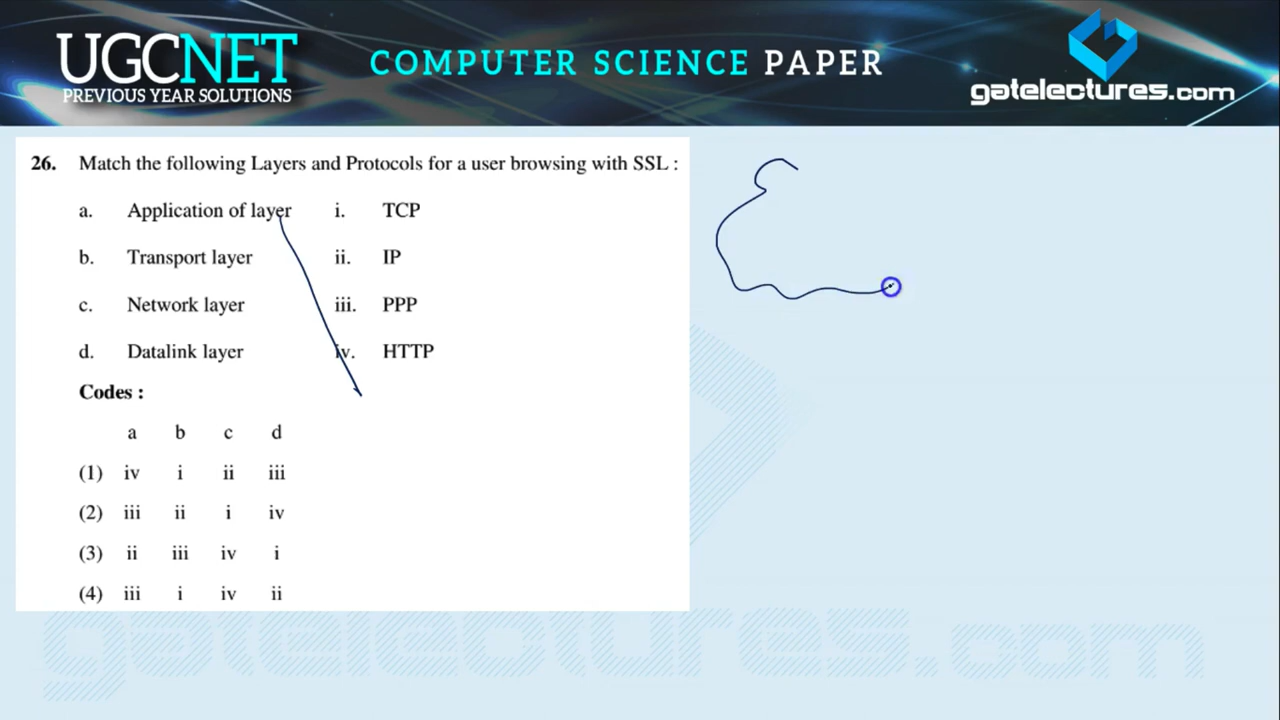 UGCNET
PREVIOUS YEAR SOLUTIONS
COMPUTER SCIENCE PAPER
gatelectures.com
26. Match the following Layers and Protocols for a user browsing with SSL :
a. Application of layer i. TCP
b. Transport layer ii. IP
c. Network layer iii. PPP
d. Datalink layer iv. HTTP
Codes :
a b c d
(1) iv i ii iii
(2) iii ii i iv
(3) ii iii iv i
(4) iii i iv ii
gatelectures.com